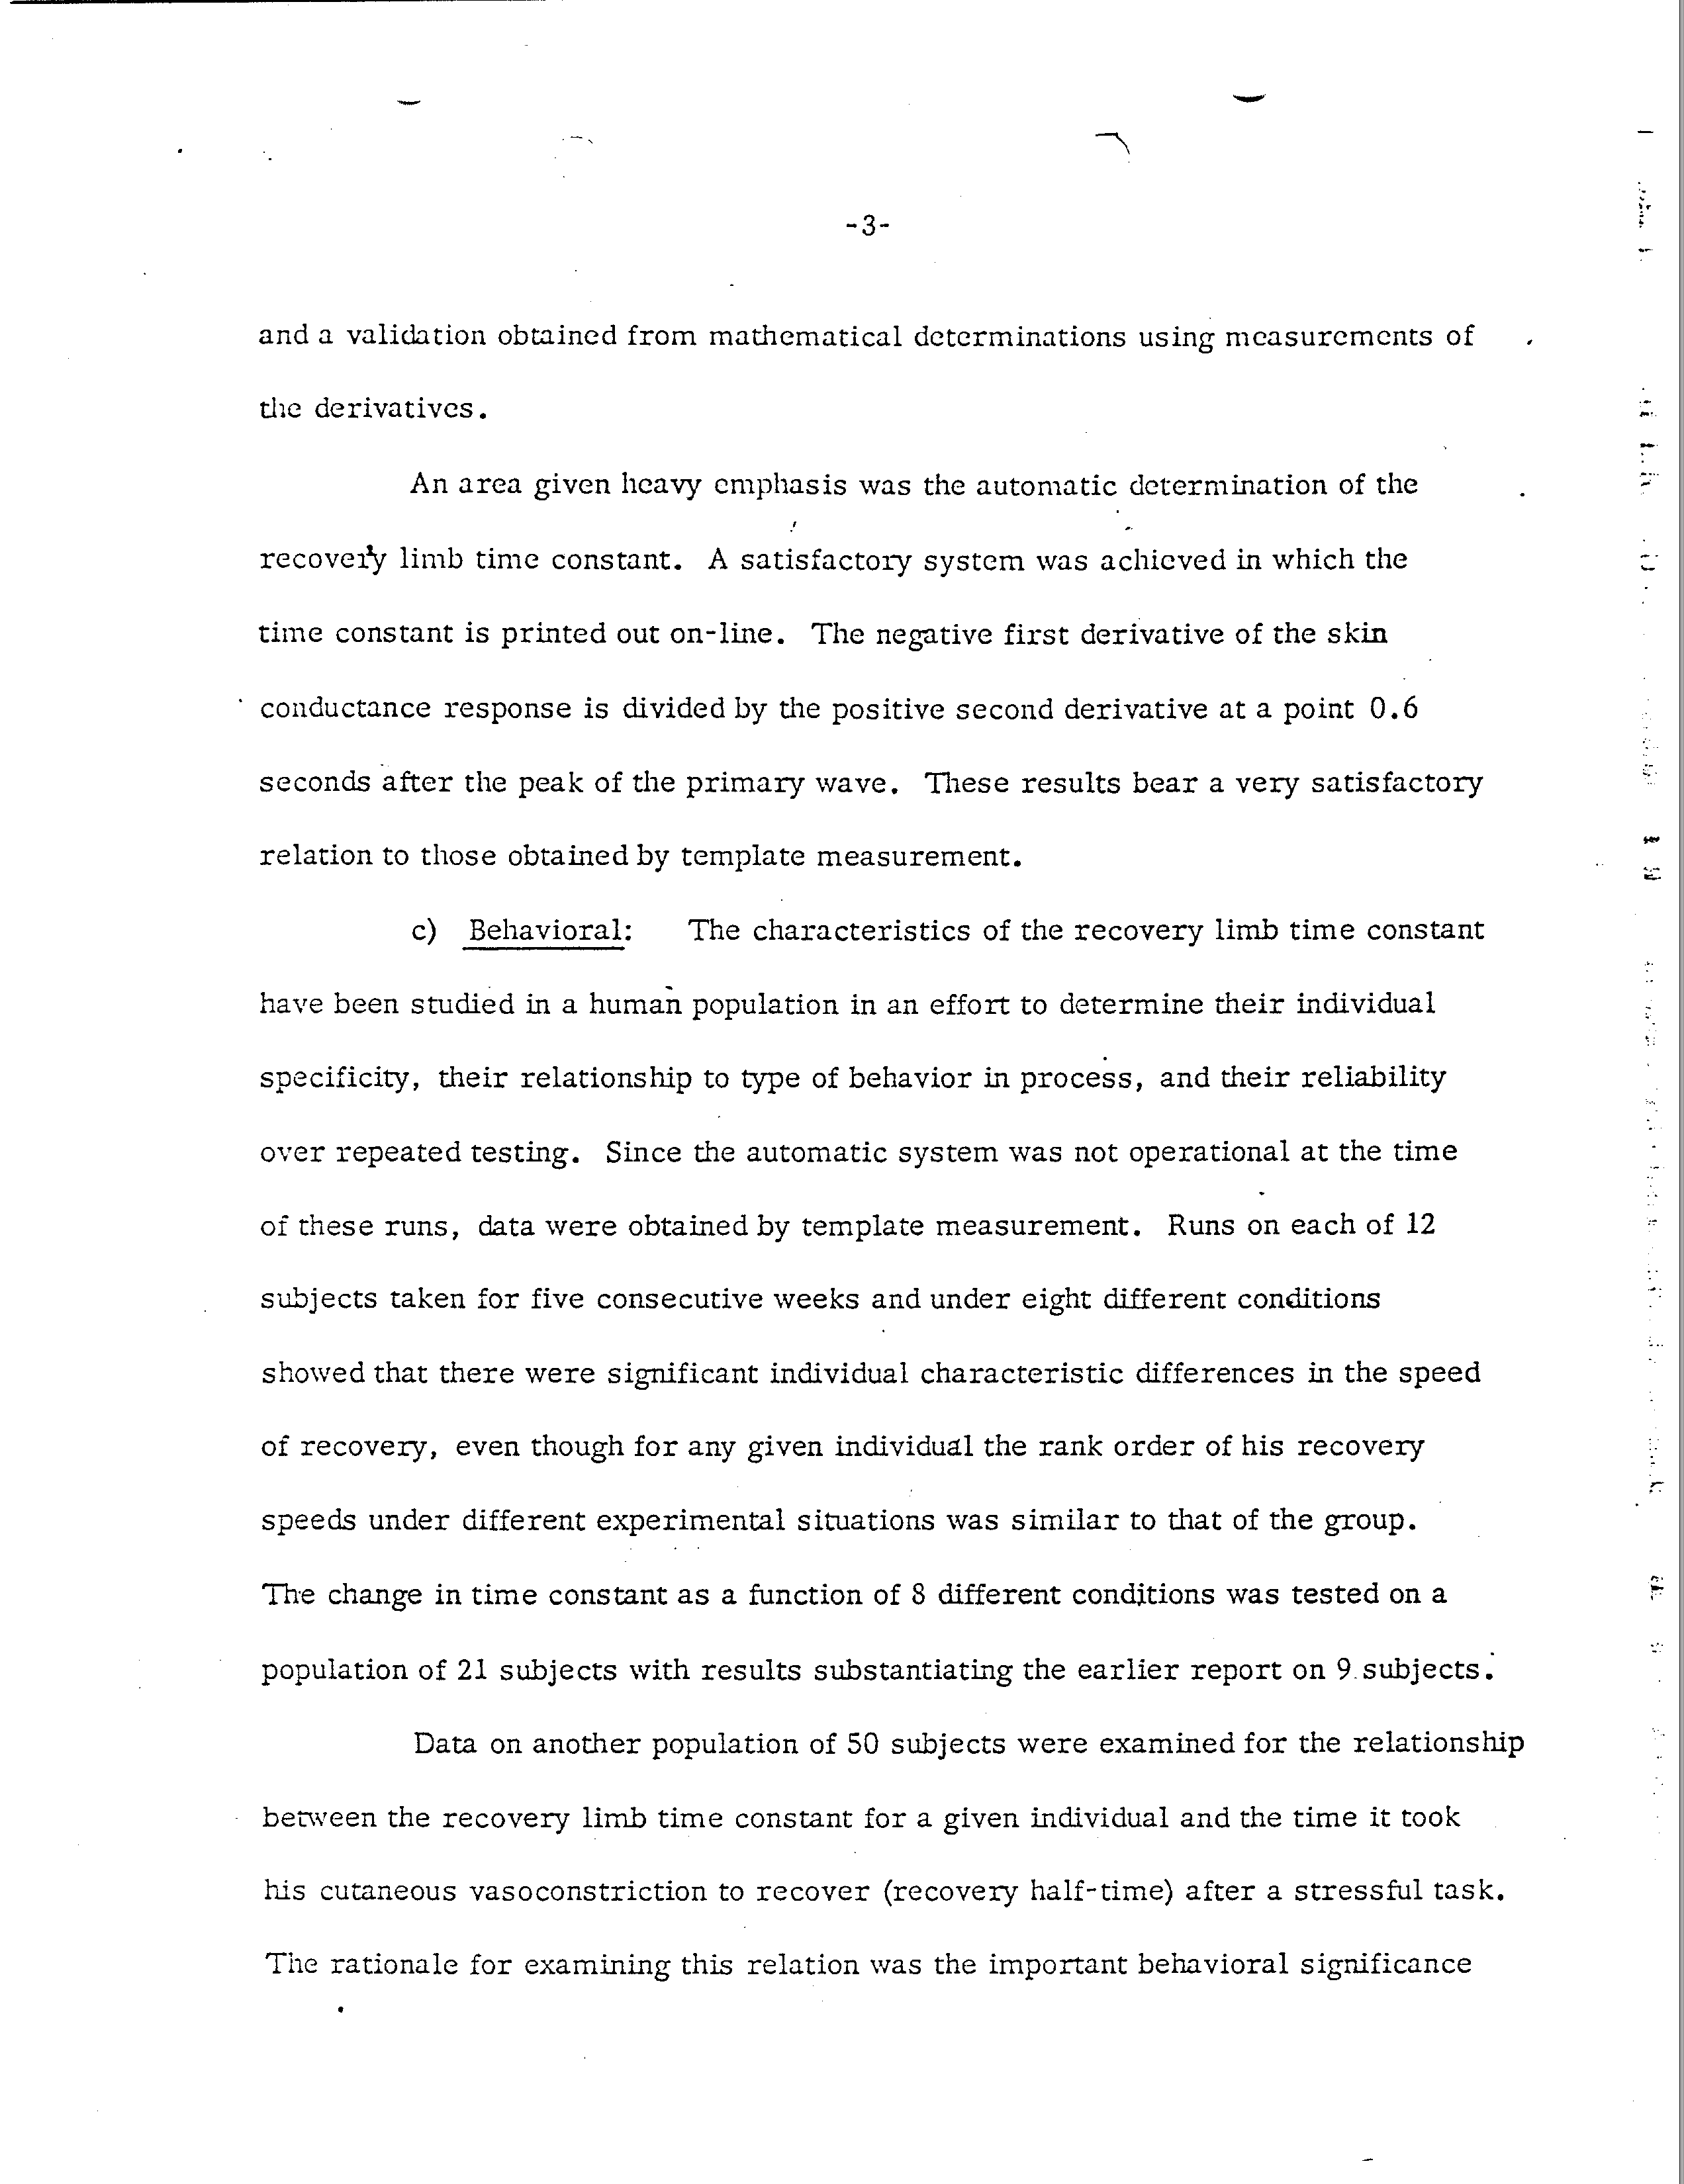 -3-
and a validation obtained from mathematical determinations using measurements of
the derivatives.
An area given heavy emphasis was the automatic determination of the
recovery limb time constant. A satisfactory system was achieved in which the
time constant is printed out on-line. The negative first derivative of the skin
conductance response is divided by the positive second derivative at a point 0.6
seconds after the peak of the primary wave. These results bear a very satisfactory
relation to those obtained by template measurement.
c) Behavioral: The characteristics of the recovery limb time constant
have been studied in a human population in an effort to determine their individual
specificity, their relationship to type of behavior in process, and their reliability
over repeated testing. Since the automatic system was not operational at the time
of these runs, data were obtained by template measurement. Runs on each of 12
subjects taken for five consecutive weeks and under eight different conditions
showed that there were significant individual characteristic differences in the speed
of recovery, even though for any given individual the rank order of his recovery
speeds under different experimental situations was similar to that of the group.
The change in time constant as a function of 8 different conditions was tested on a
population of 21 subjects with results substantiating the earlier report on 9 subjects.
Data on another population of 50 subjects were examined for the relationship
between the recovery limb time constant for a given individual and the time it took
his cutaneous vasoconstriction to recover (recovery half-time) after a stressful task.
The rationale for examining this relation was the important behavioral significance